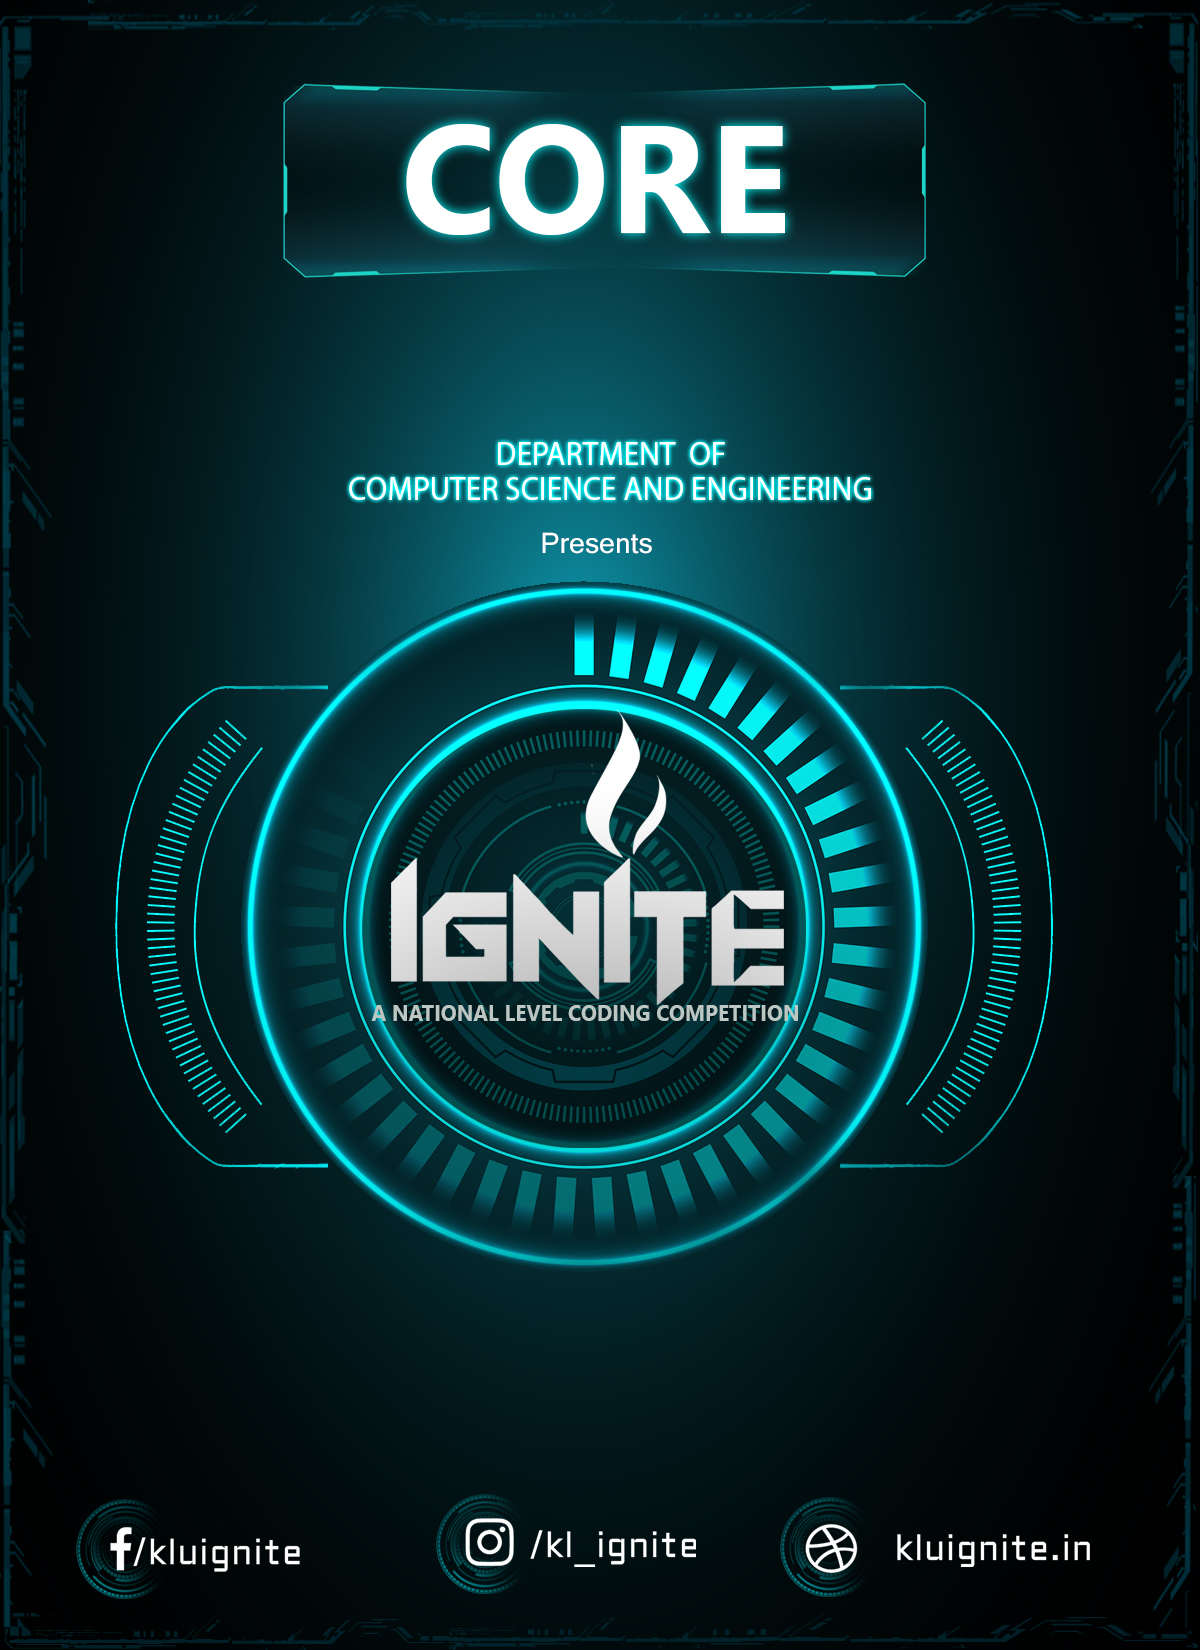 CORE
DEPARTMENT OF
COMPUTER SCIENCE AND ENGINEERING
Presents
IGNITE
A NATIONAL LEVEL CODING COMPETITION
f/kluignite
/kl_ignite
kluignite.in